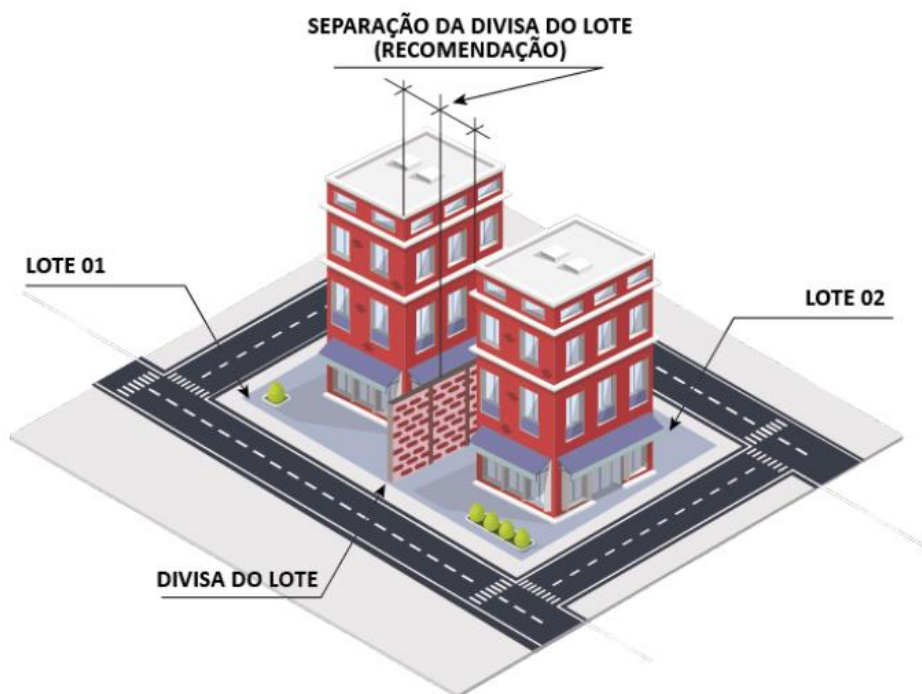 SEPARAÇÃO DA DIVISA DO LOTE
(RECOMENDAÇÃO)
LOTE 01
LOTE 02
DIVISA DO LOTE